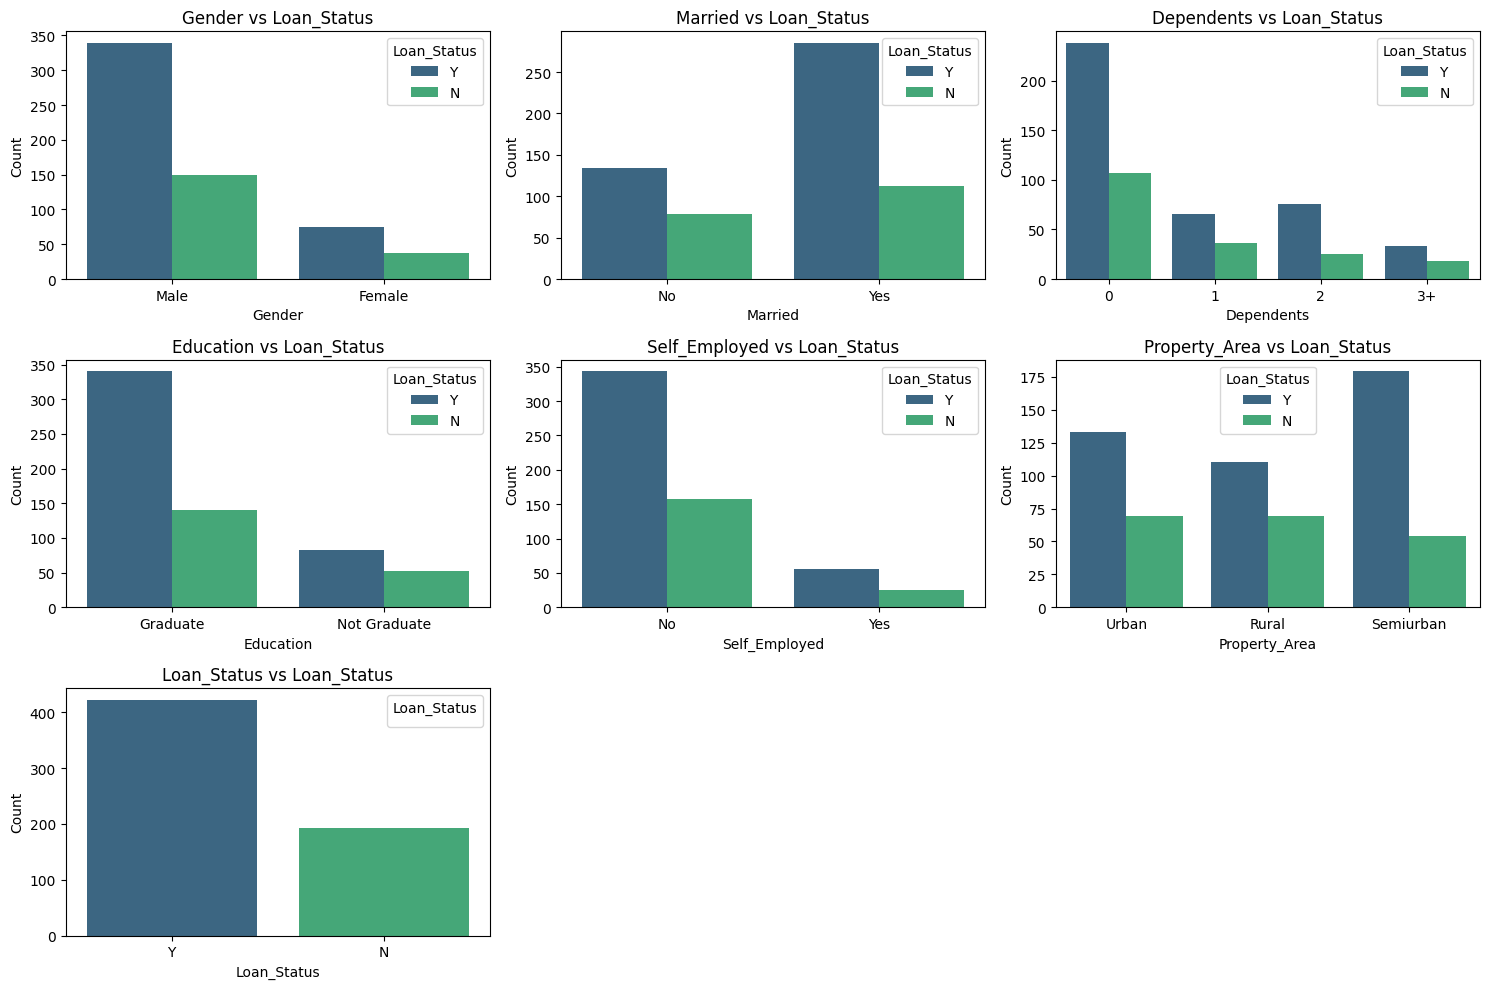 Gender vs Loan_Status
350
300
250
200
150
100
50
0
Count
Loan_Status
Y
N
Male Female
Gender
Married vs Loan_Status
250
200
150
100
50
0
Count
Loan_Status
Y
N
No Yes
Married
Dependents vs Loan_Status
200
150
100
50
0
Count
Loan_Status
Y
N
0 1 2 3+
Dependents
Education vs Loan_Status
350
300
250
200
150
100
50
0
Count
Loan_Status
Y
N
Graduate Not Graduate
Education
Self_Employed vs Loan_Status
350
300
250
200
150
100
50
0
Count
Loan_Status
Y
N
No Yes
Self_Employed
Property_Area vs Loan_Status
175
150
125
100
75
50
25
0
Count
Loan_Status
Y
N
Urban Rural Semiurban
Property_Area
Loan_Status vs Loan_Status
400
300
200
100
0
Count
Loan_Status
Y N
Loan_Status